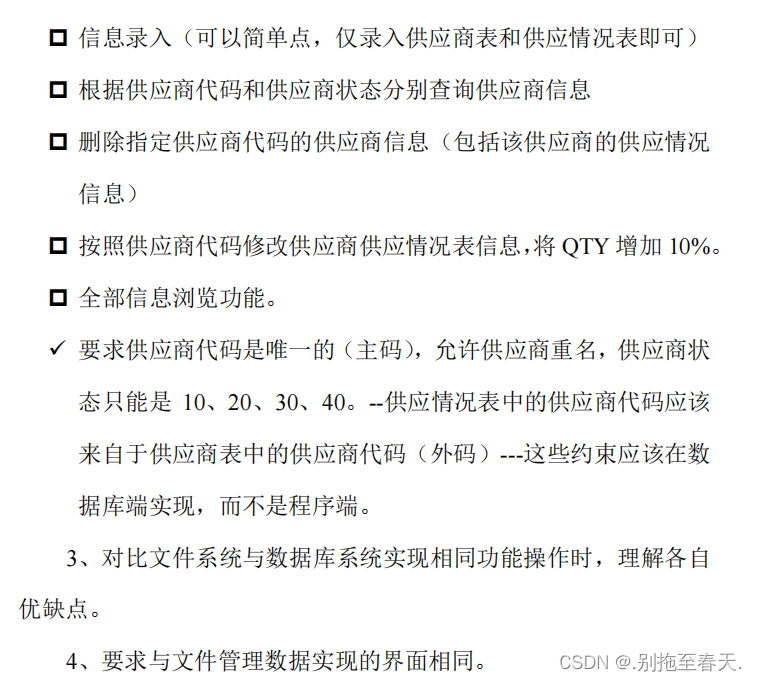 信息录入（可以简单点，仅录入供应商表和供应情况表即可）
根据供应商代码和供应商状态分别查询供应商信息
删除指定供应商代码的供应商信息（包括该供应商的供应情况
信息）
按照供应商代码修改供应商供应情况表信息，将 QTY 增加 10%。
全部信息浏览功能。
✓ 要求供应商代码是唯一的（主码），允许供应商重名，供应商状
态只能是 10、20、30、40。--供应情况表中的供应商代码应该
来自于供应商表中的供应商代码（外码）---这些约束应该在数
据库端实现，而不是程序端。
3、对比文件系统与数据库系统实现相同功能操作时，理解各自
优缺点。
4、要求与文件管理数据实现的界面相同。
CSDN @.别拖至春天.